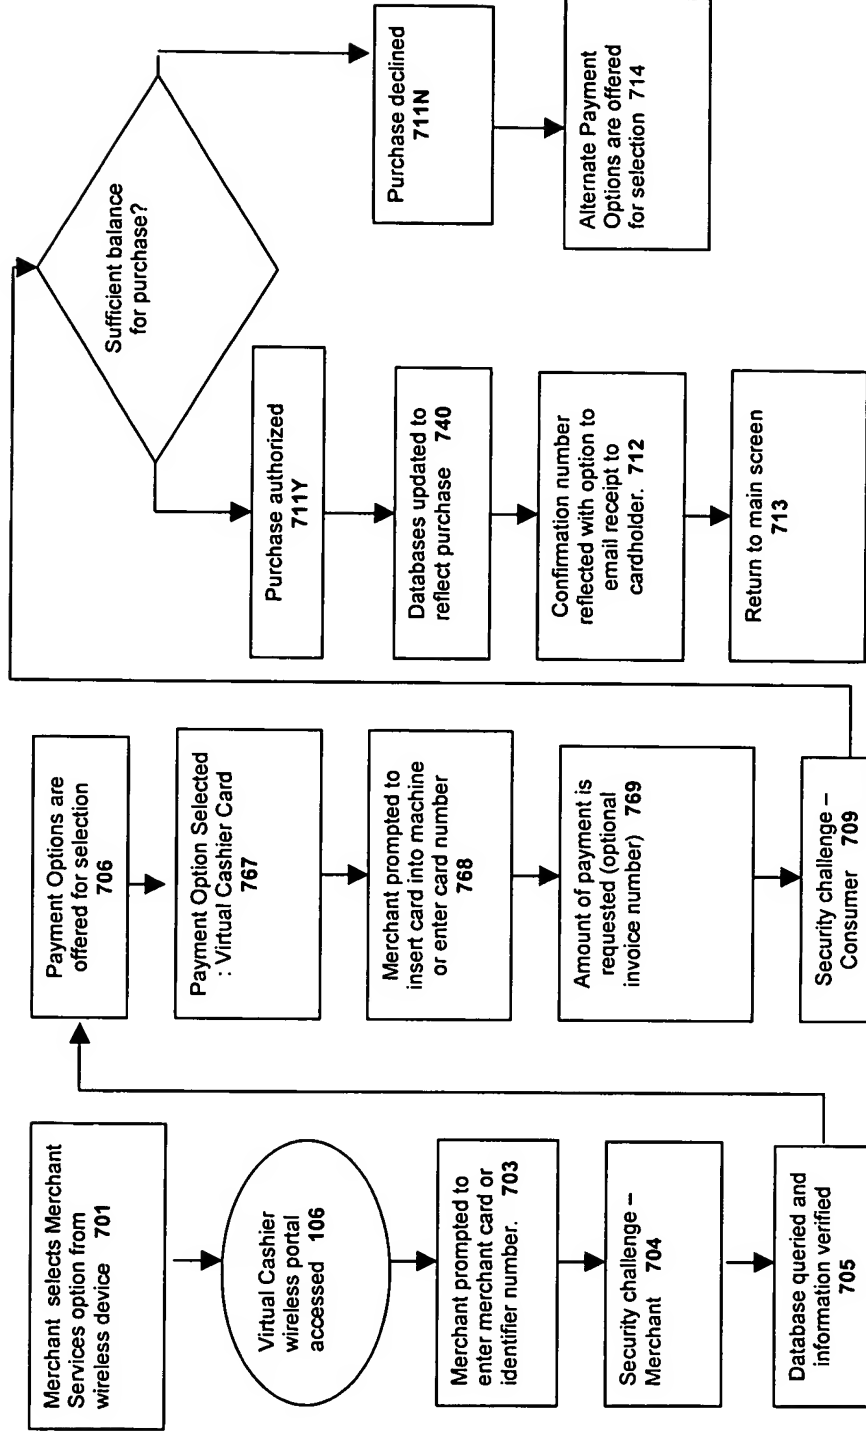 Merchant selects Merchant
Services option from
wireless device 701
Virtual Cashier
wireless portal
accessed 106
Merchant prompted to
enter merchant card or
identifier number. 703
Security challenge –
Merchant 704
Database queried and
information verified
705
Payment Options are
offered for selection
706
Payment Option Selected
: Virtual Cashier Card
767
Merchant prompted to
insert card into machine
or enter card number
768
Amount of payment is
requested (optional
invoice number) 769
Security challenge –
Consumer 709
Sufficient balance
for purchase?
Purchase authorized
711Y
Databases updated to
reflect purchase 740
Confirmation number
reflected with option to
email receipt to
cardholder. 712
Return to main screen
713
Purchase declined
711N
Alternate Payment
Options are offered
for selection 714